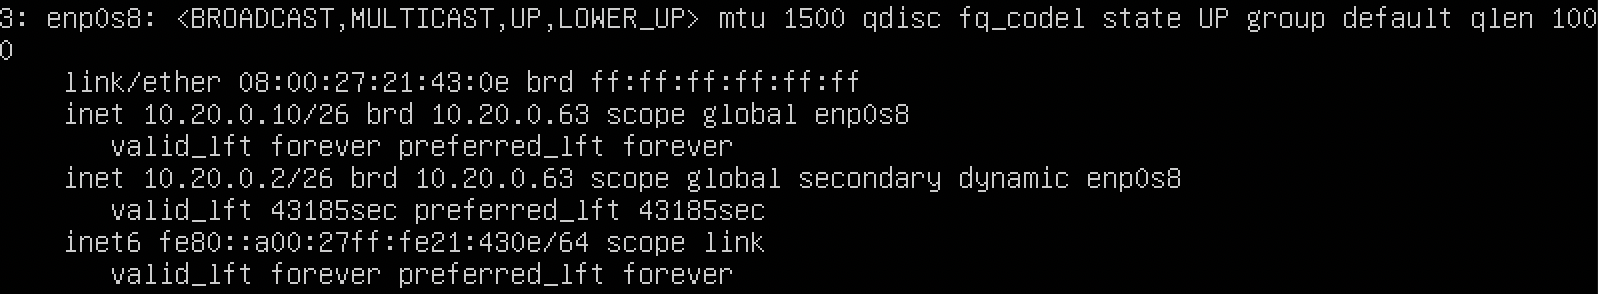 3: enp0s8: <BROADCAST,MULTICAST,UP,LOWER_UP> mtu 1500 qdisc fq_codel state UP group default qlen 100
0
link/ether 08:00:27:21:43:0e brd ff:ff:ff:ff:ff:ff
inet 10.20.0.10/26 brd 10.20.0.63 scope global enp0s8
valid_lft forever preferred_lft forever
inet 10.20.0.2/26 brd 10.20.0.63 scope global secondary dynamic enp0s8
valid_lft 43185sec preferred_lft 43185sec
inet6 fe80::a00:27ff:fe21:430e/64 scope link
valid_lft forever preferred_lft forever